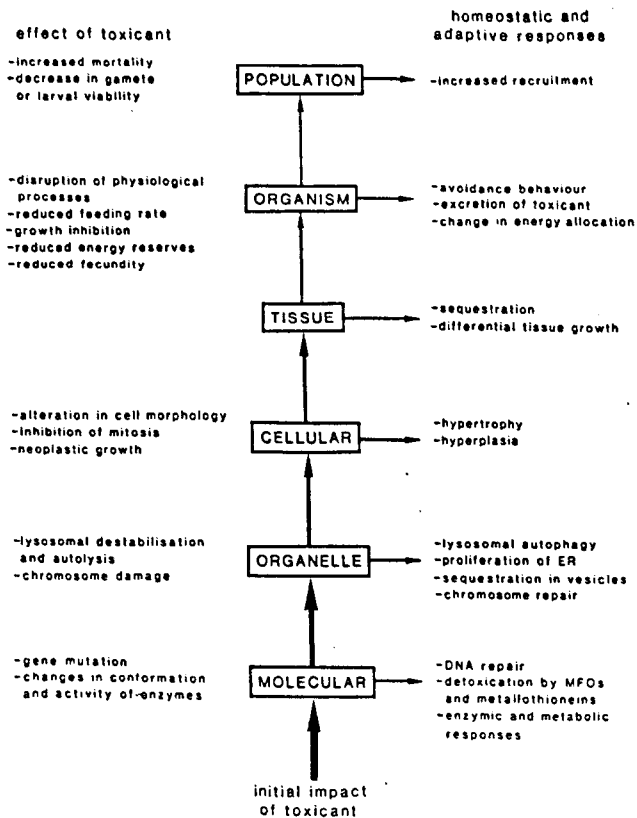 effect of toxicant
homeostatic and
adaptive responses
-increased mortality
-decrease in gamete
or larval viability
POPULATION
-increased recruitment
-disruption of physiological
processes
-reduced feeding rate
-growth inhibition
-reduced energy reserves
-reduced fecundity
ORGANISM
-avoidance behaviour
-excretion of toxicant
-change in energy allocation
TISSUE
-sequestration
-differential tissue growth
-alteration in cell morphology
-inhibition of mitosis
-neoplastic growth
CELLULAR
-hypertrophy
-hyperplasia
-lysosomal destabilisation
and autolysis
-chromosome damage
ORGANELLE
-lysosomal autophagy
-proliferation of ER
-sequestration in vesicles
-chromosome repair
-gene mutation
-changes in conformation
and activity of enzymes
MOLECULAR
-DNA repair
-detoxication by MFOs
and metallothioneins
-enzymic and metabolic
responses
initial impact
of toxicant